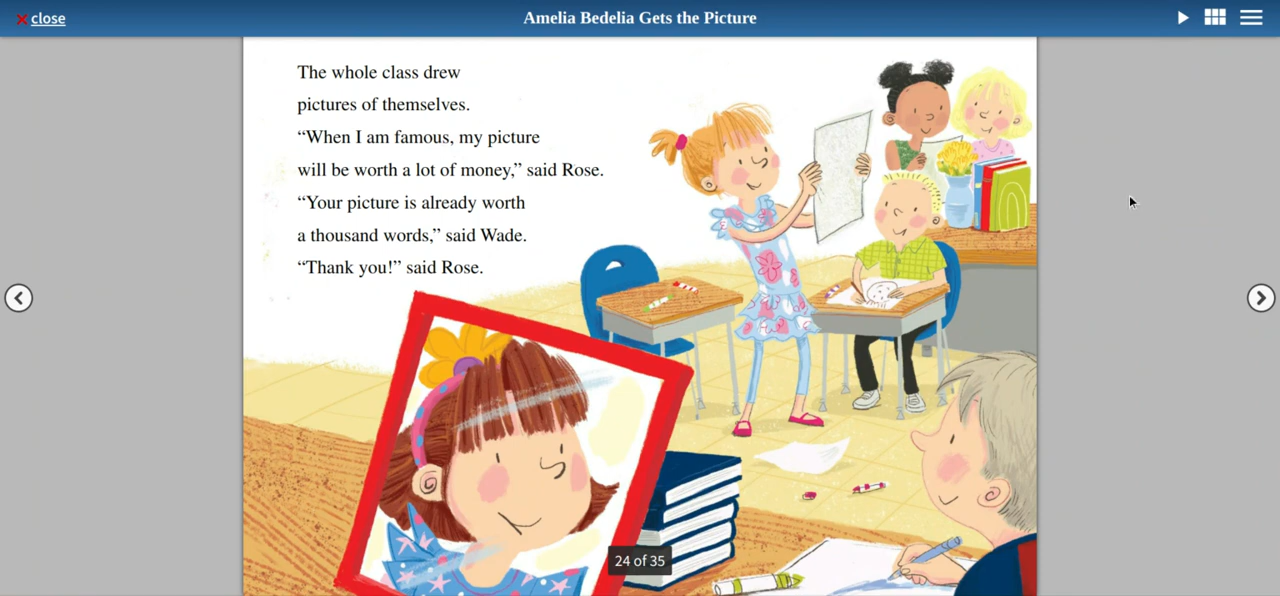 close
Amelia Bedelia Gets the Picture
The whole class drew
pictures of themselves.
“When I am famous, my picture
will be worth a lot of money,” said Rose.
“Your picture is already worth
a thousand words,” said Wade.
“Thank you!” said Rose.
24 of 35